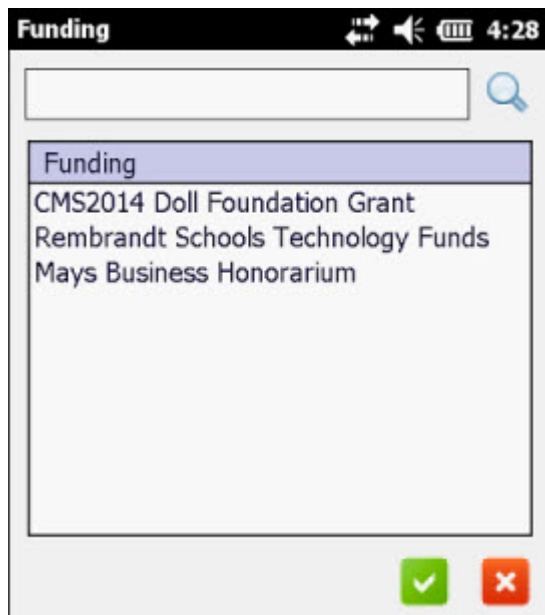 Funding
4:28
Funding
CMS2014 Doll Foundation Grant
Rembrandt Schools Technology Funds
Mays Business Honorarium